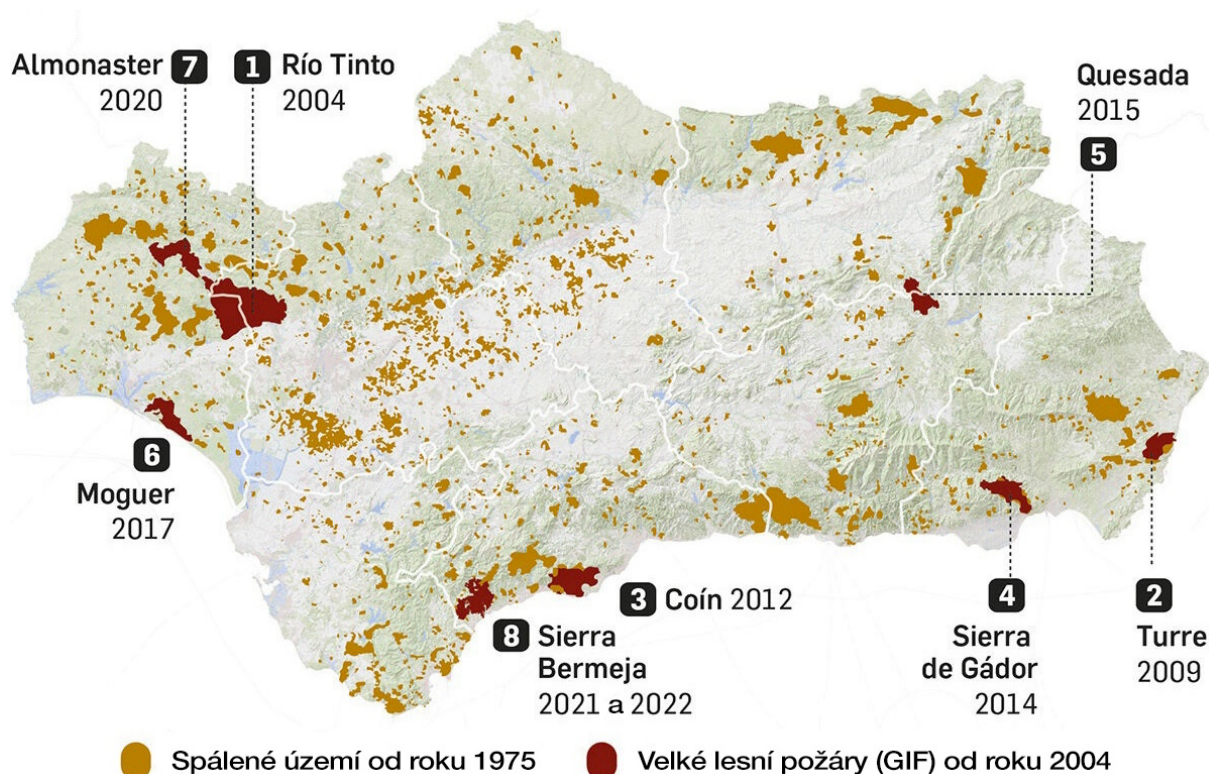 Almonaster 7
2020
1 Río Tinto
2004
Quesada
2015
5
6
Moguer
2017
3 Coín 2012
8 Sierra
Bermeja
2021 a 2022
4
Sierra
de Gádor
2014
2
Turre
2009
Spálené území od roku 1975
Velké lesní požáry (GIF) od roku 2004